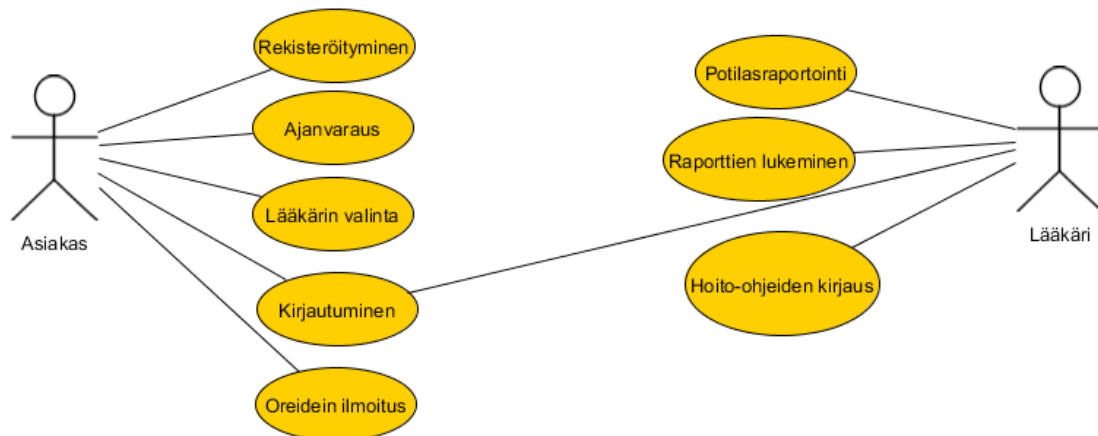 Rekisteröityminen
Potilasraportointi
Ajanvaraus
Raporttien lukeminen
Lääkärin valinta
Asiakas
Lääkäri
Hoito-ohjeiden kirjaus
Kirjautuminen
Oreidein ilmoitus